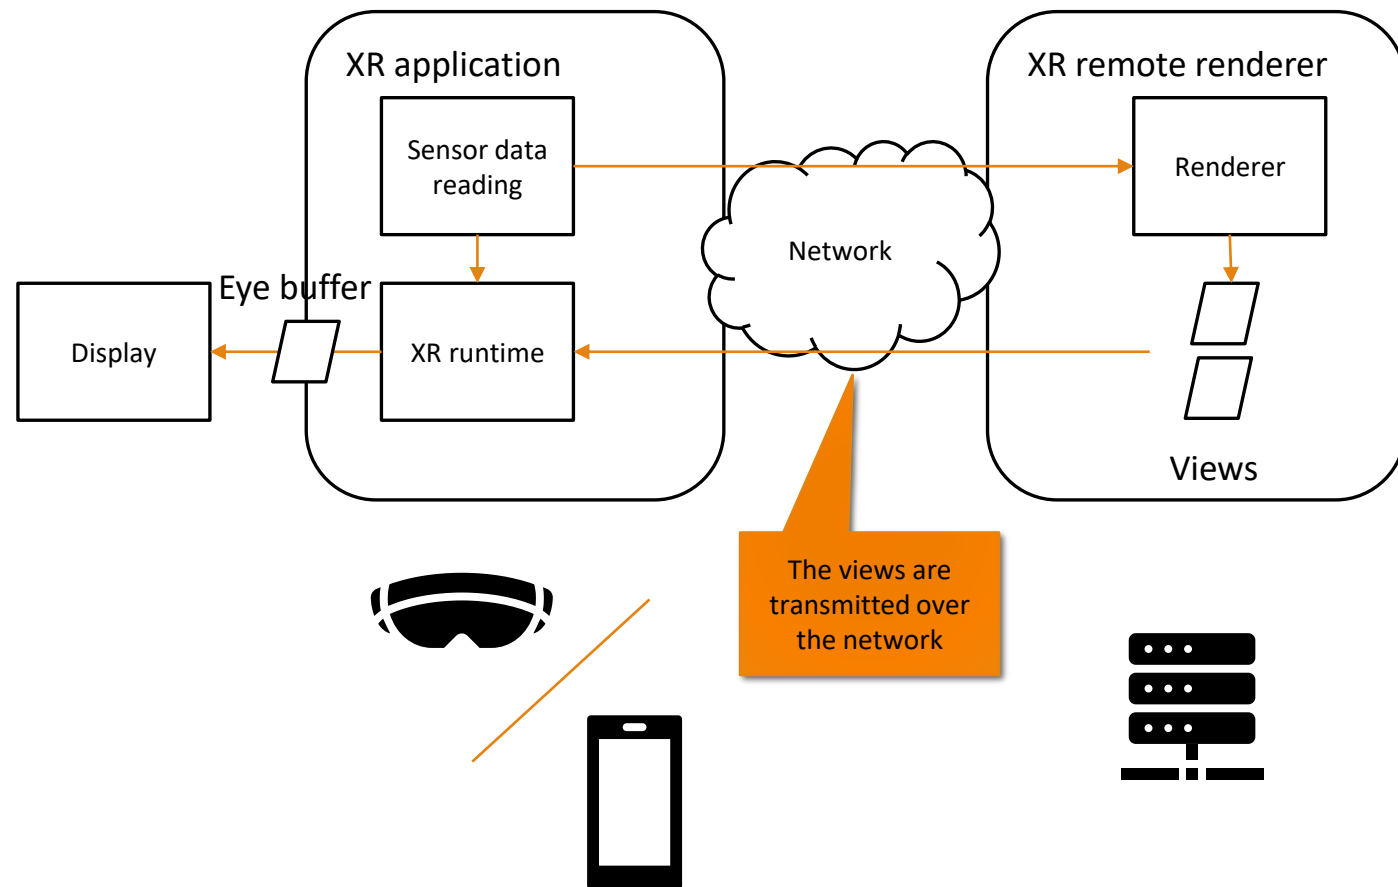 XR application
XR remote renderer
Sensor data
reading
Renderer
Network
Eye buffer
Display
XR runtime
Views
The views are
transmitted over
the network